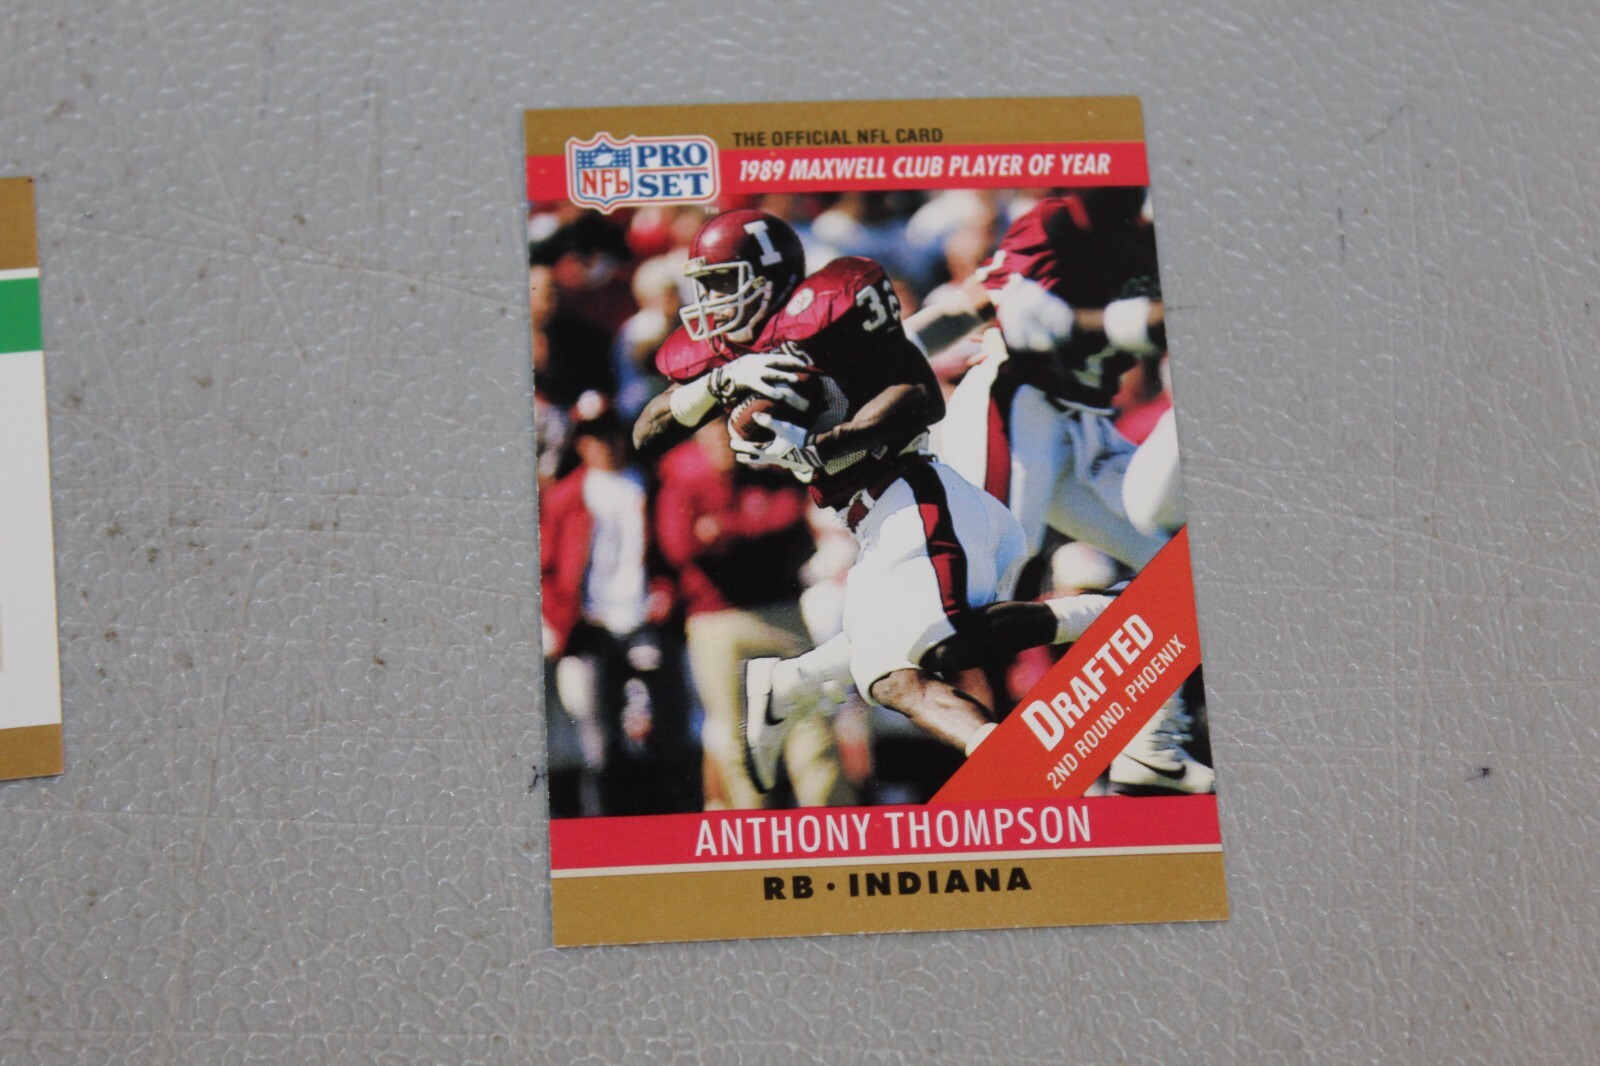 THE OFFICIAL NFL CARD
NFL PRO SET
TM
1989 MAXWELL CLUB PLAYER OF YEAR
I
32
DRAFTED
2ND ROUND, PHOENIX
ANTHONY THOMPSON
RB • INDIANA